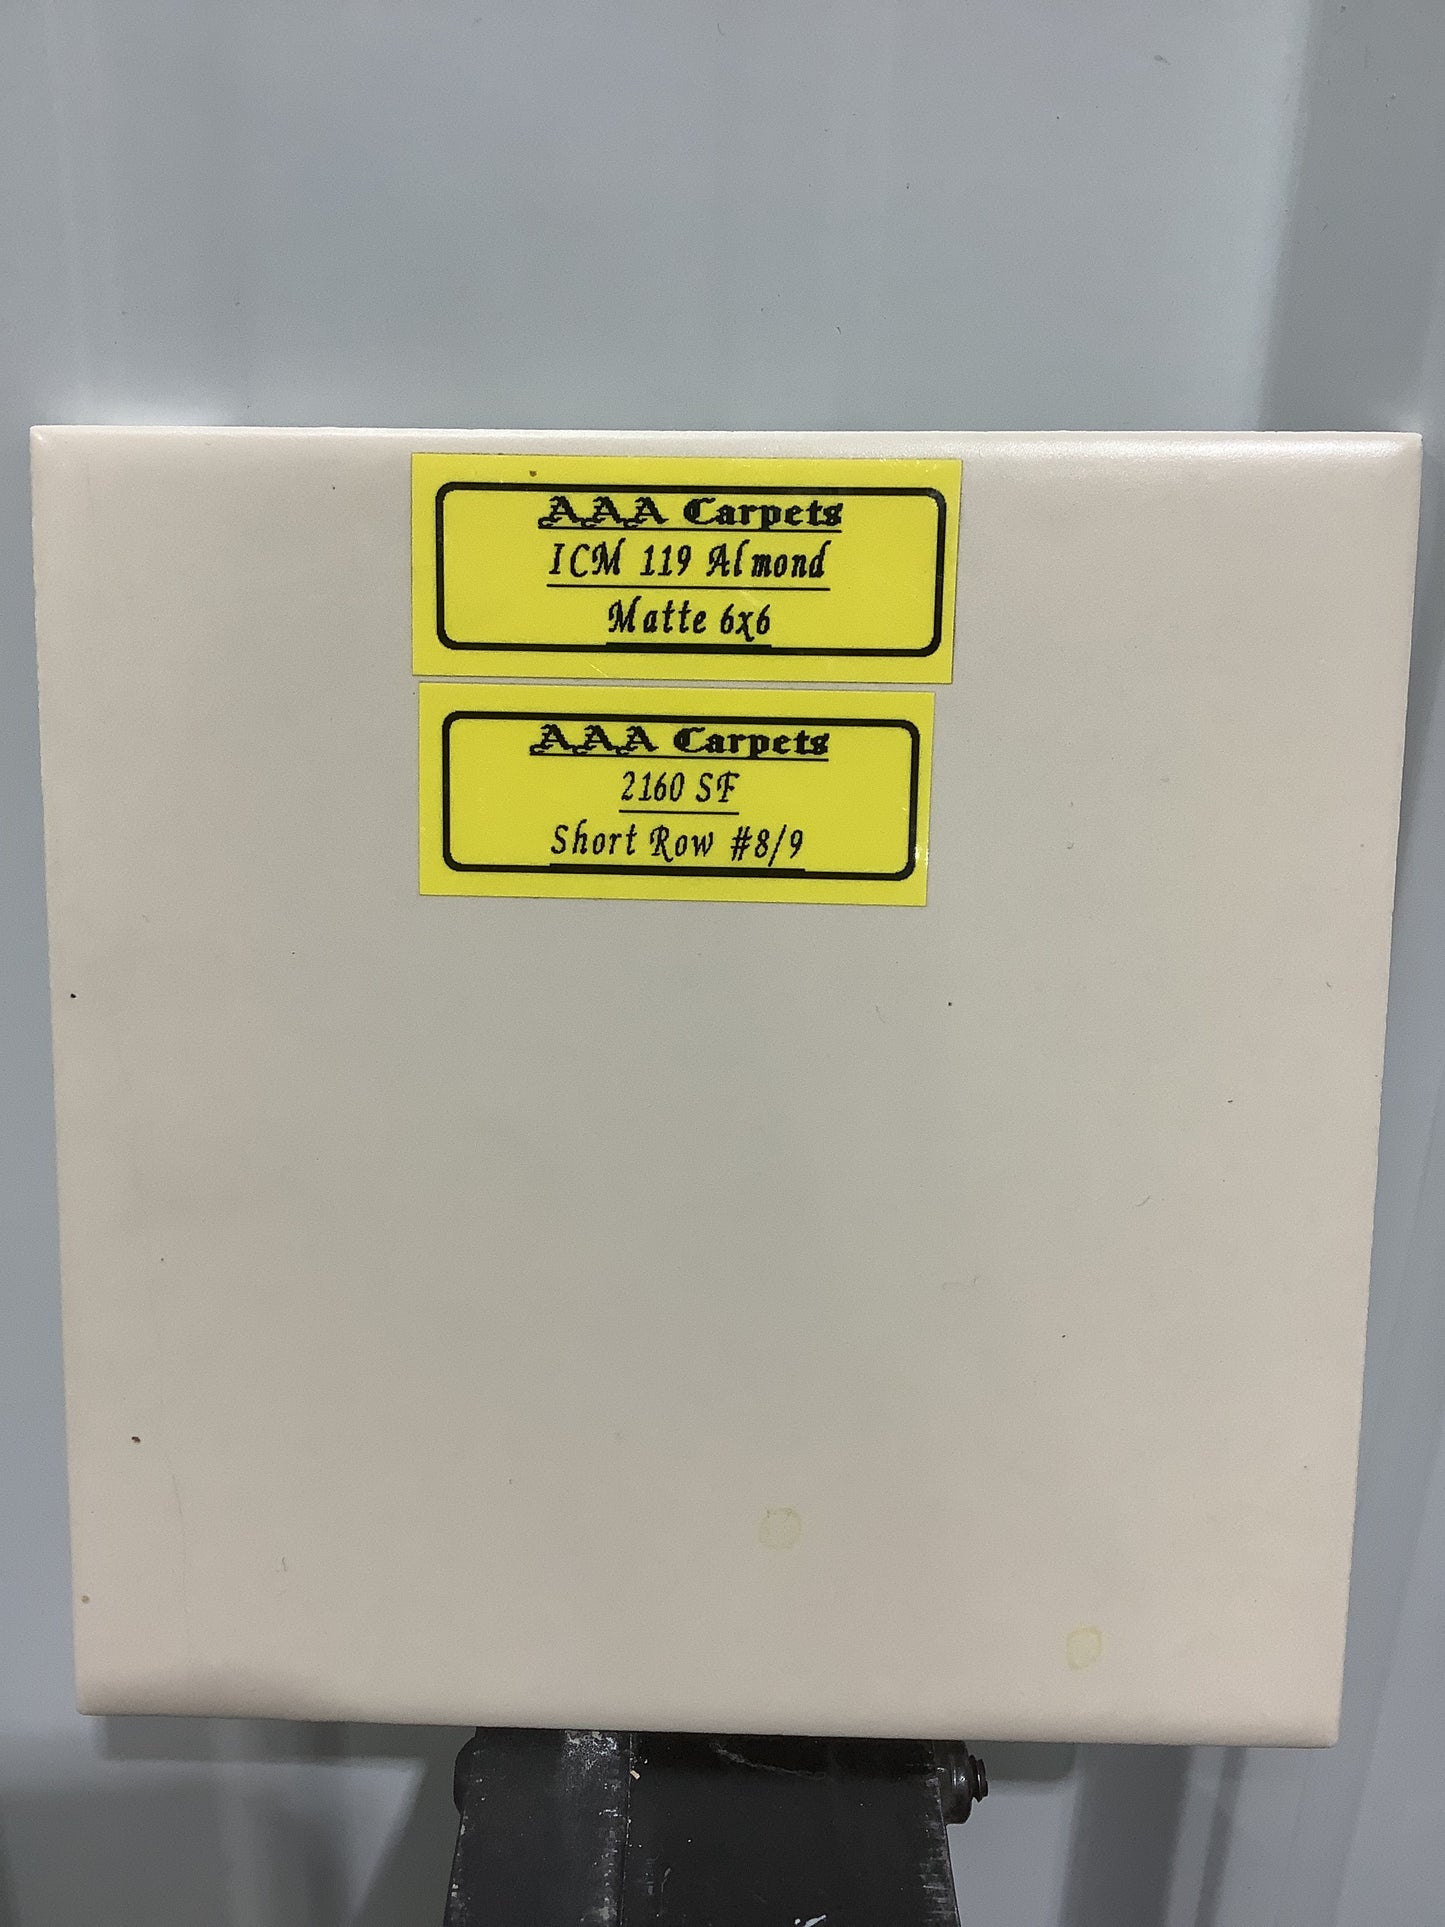 AAA Carpets
ICM 119 Almond
Matte 6x6
AAA Carpets
2160 SF
Short Row #8/9